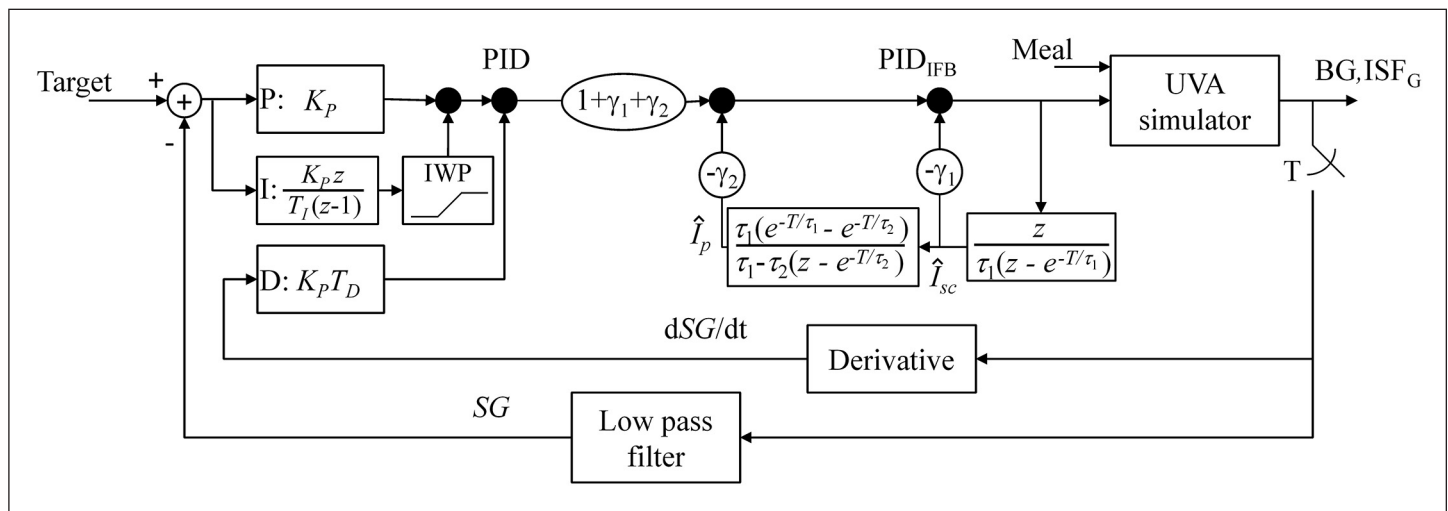 Target
+
-
+
P: K_P
I: K_P z / T_I(z-1)
IWP
D: K_P T_D
PID
1+γ₁+γ₂
-γ₂
Î_p
τ₁(e^{-T/τ₁} - e^{-T/τ₂})
τ₁-τ₂(z - e^{-T/τ₂})
PID_IFB
-γ₁
Î_sc
z
τ₁(z - e^{-T/τ₁})
Meal
UVA
simulator
BG,ISF_G
T
dSG/dt
Derivative
SG
Low pass
filter